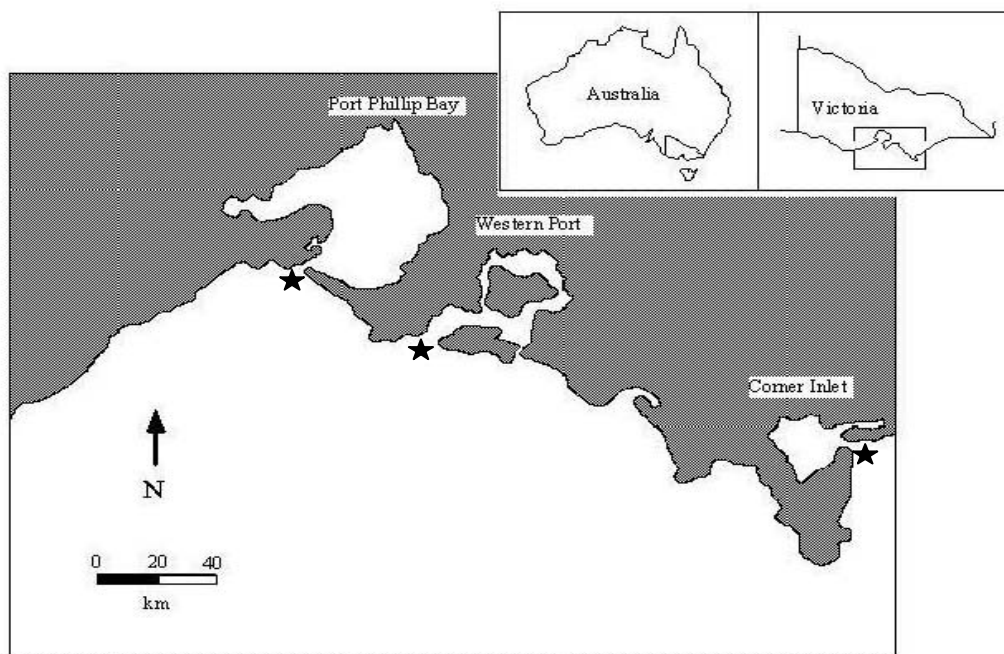 Australia
Victoria
Port Phillip Bay
Western Port
Corner Inlet
N
0 20 40
km